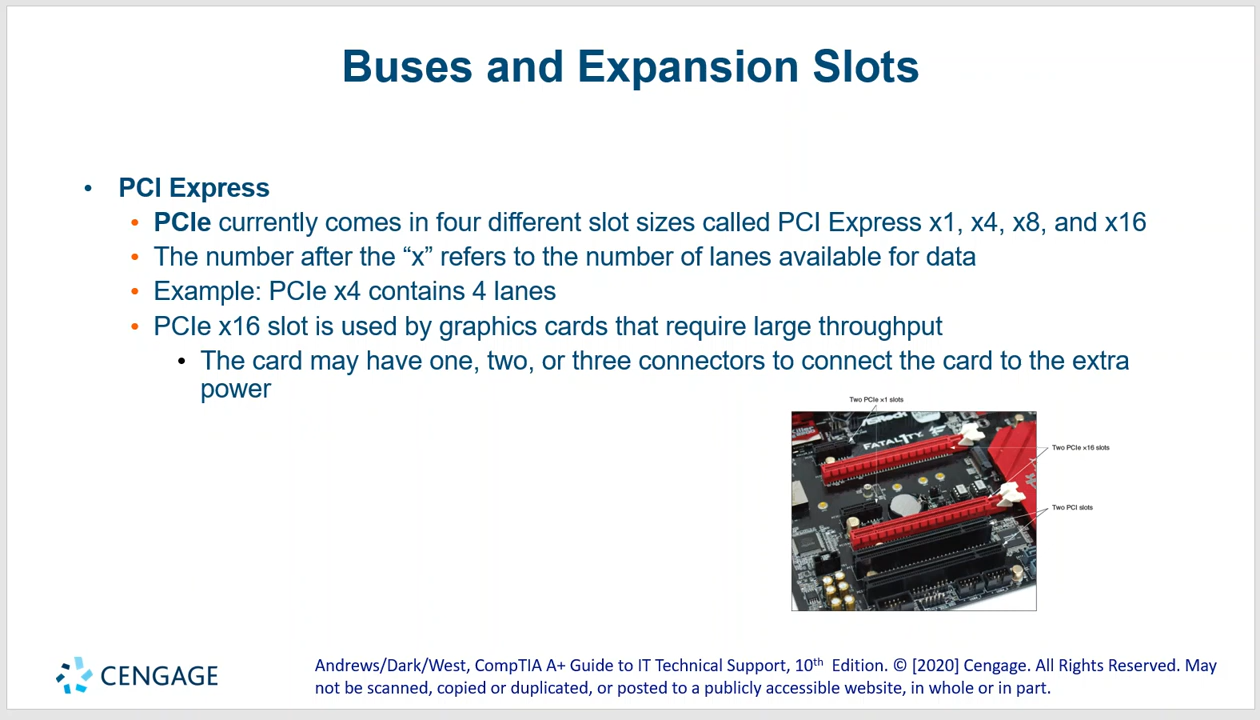 Buses and Expansion Slots
• PCI Express
• PCIe currently comes in four different slot sizes called PCI Express x1, x4, x8, and x16
• The number after the “x” refers to the number of lanes available for data
• Example: PCIe x4 contains 4 lanes
• PCIe x16 slot is used by graphics cards that require large throughput
• The card may have one, two, or three connectors to connect the card to the extra
power
Two PCIe ×1 slots
FATAL1TY
Two PCIe ×16 slots
Two PCI slots
CENGAGE
Andrews/Dark/West, CompTIA A+ Guide to IT Technical Support, 10th Edition. © [2020] Cengage. All Rights Reserved. May
not be scanned, copied or duplicated, or posted to a publicly accessible website, in whole or in part.